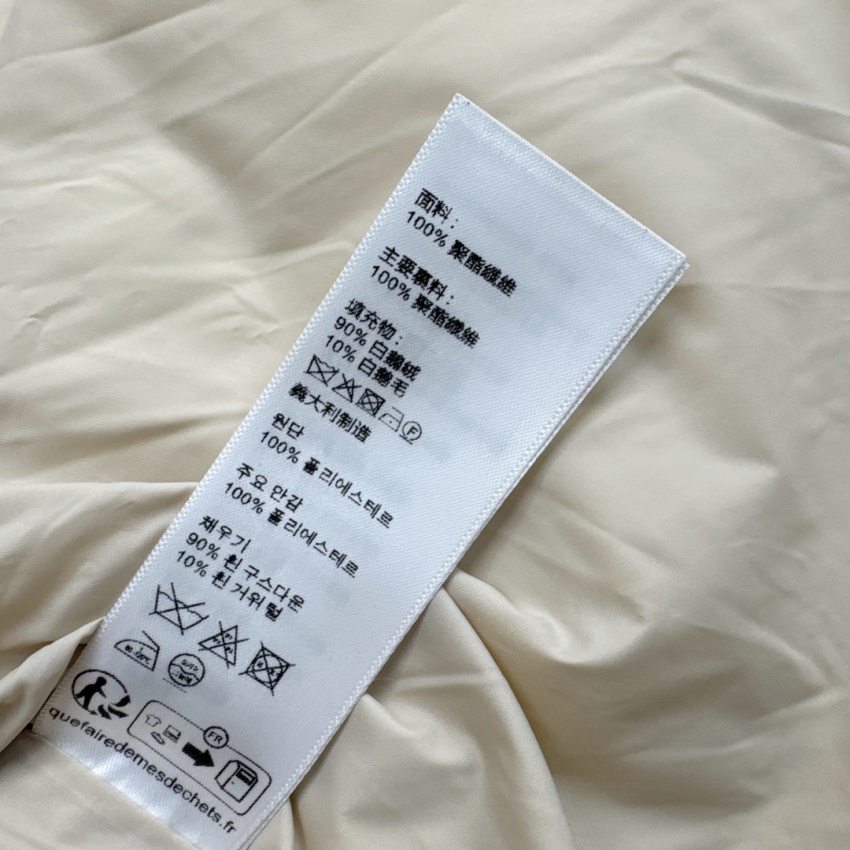 面料：
100% 聚酯纖維
主要裏料：
100% 聚酯纖維
填充物：
90% 白鵝絨
10% 白鵝毛
F
義大利制造
원단
100% 폴리에스테르
주요 안감
100% 폴리에스테르
채우기
90% 흰 구스다운
10% 흰 거위털
FR
quefairedemesdechets.fr